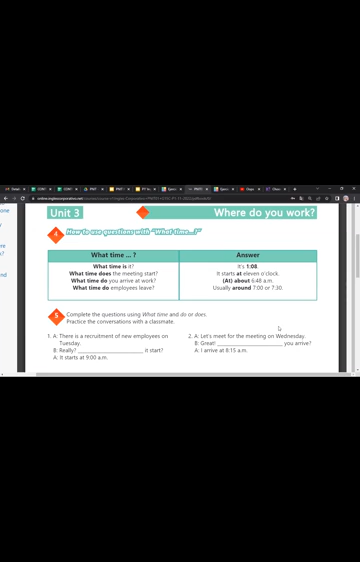 Unit 3
Where do you work?
4
How to use questions with "What time...?"
What time ... ?
Answer
What time is it?
It's 1:08.
What time does the meeting start?
It starts at eleven o'clock.
What time do you arrive at work?
(At) about 6:48 a.m.
What time do employees leave?
Usually around 7:00 or 7:30.
5
Complete the questions using What time and do or does.
Practice the conversations with a classmate.
1. A: There is a recruitment of new employees on
Tuesday.
B: Really? ____________________ it start?
A: It starts at 9:00 a.m.
2. A: Let's meet for the meeting on Wednesday.
B: Great! ____________________ you arrive?
A: I arrive at 8:15 a.m.